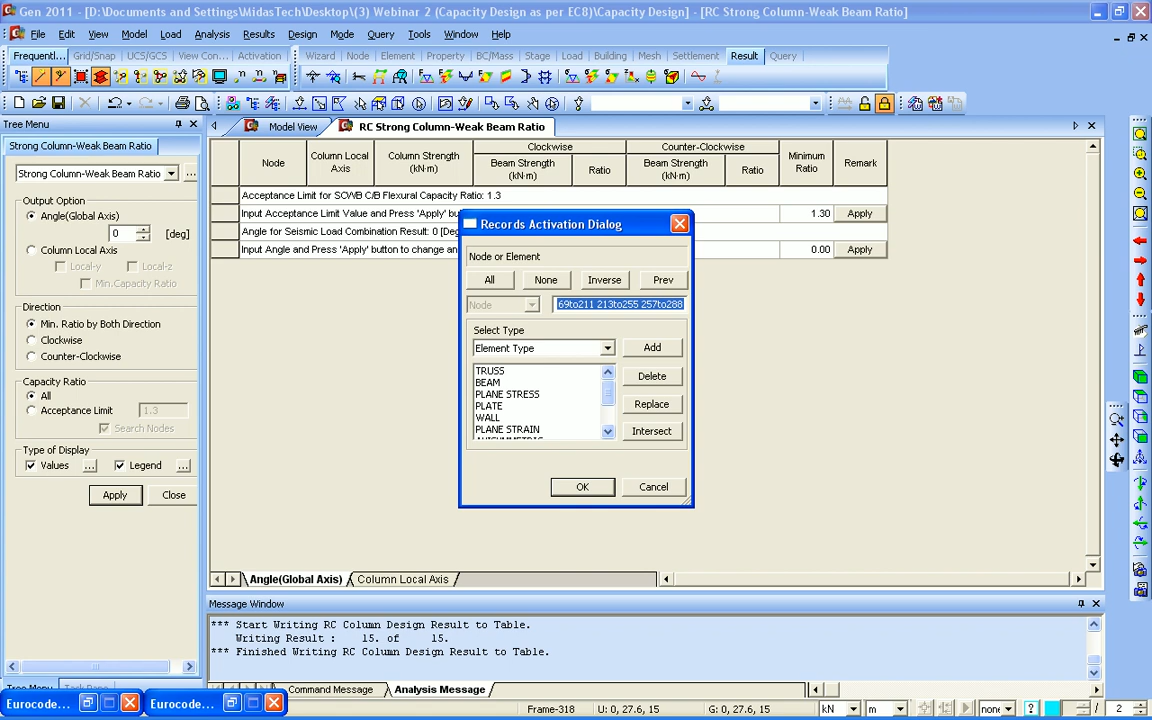 Gen 2011 - [D:\Documents and Settings\MidasTech\Desktop\(3) Webinar 2 (Capacity Design as per EC8)\Capacity Design] - [RC Strong Column-Weak Beam Ratio]
File Edit View Model Load Analysis Results Design Mode Query Tools Window Help
Frequentl... Grid/Snap UCS/GCS View Con... Activation Wizard Node Element Property BC/Mass Stage Load Building Mesh Settlement Result Query
Tree Menu
Model View RC Strong Column-Weak Beam Ratio
Strong Column-Weak Beam Ratio
Strong Column-Weak Beam Ratio ...
Output Option
Angle(Global Axis)
0 [deg]
Column Local Axis
Local-y Local-z
Min.Capacity Ratio
Direction
Min. Ratio by Both Direction
Clockwise
Counter-Clockwise
Capacity Ratio
All
Acceptance Limit 1.3
Search Nodes
Type of Display
Values ... Legend ...
Apply Close
Node Column Local Axis Column Strength (kN·m) Clockwise Counter-Clockwise Minimum Ratio Remark
Beam Strength (kN·m) Ratio Beam Strength (kN·m) Ratio
Acceptance Limit for SCWB C/B Flexural Capacity Ratio: 1.3
Input Acceptance Limit Value and Press 'Apply' bu 1.30 Apply
Angle for Seismic Load Combination Result: 0 [Deg
Input Angle and Press 'Apply' button to change an 0.00 Apply
Records Activation Dialog
Node or Element
All None Inverse Prev
Node 69to211 213to255 257to288
Select Type
Element Type Add
TRUSS
BEAM
PLANE STRESS
PLATE
WALL
PLANE STRAIN
Delete
Replace
Intersect
OK Cancel
Angle(Global Axis) Column Local Axis
Message Window
*** Start Writing RC Column Design Result to Table.
Writing Result : 15. of 15.
*** Finished Writing RC Column Design Result to Table.
Command Message Analysis Message
Tree Menu Task Pane
Eurocode... Eurocode...
Frame-318 U: 0, 27.6, 15 G: 0, 27.6, 15 kN m none ? / 2